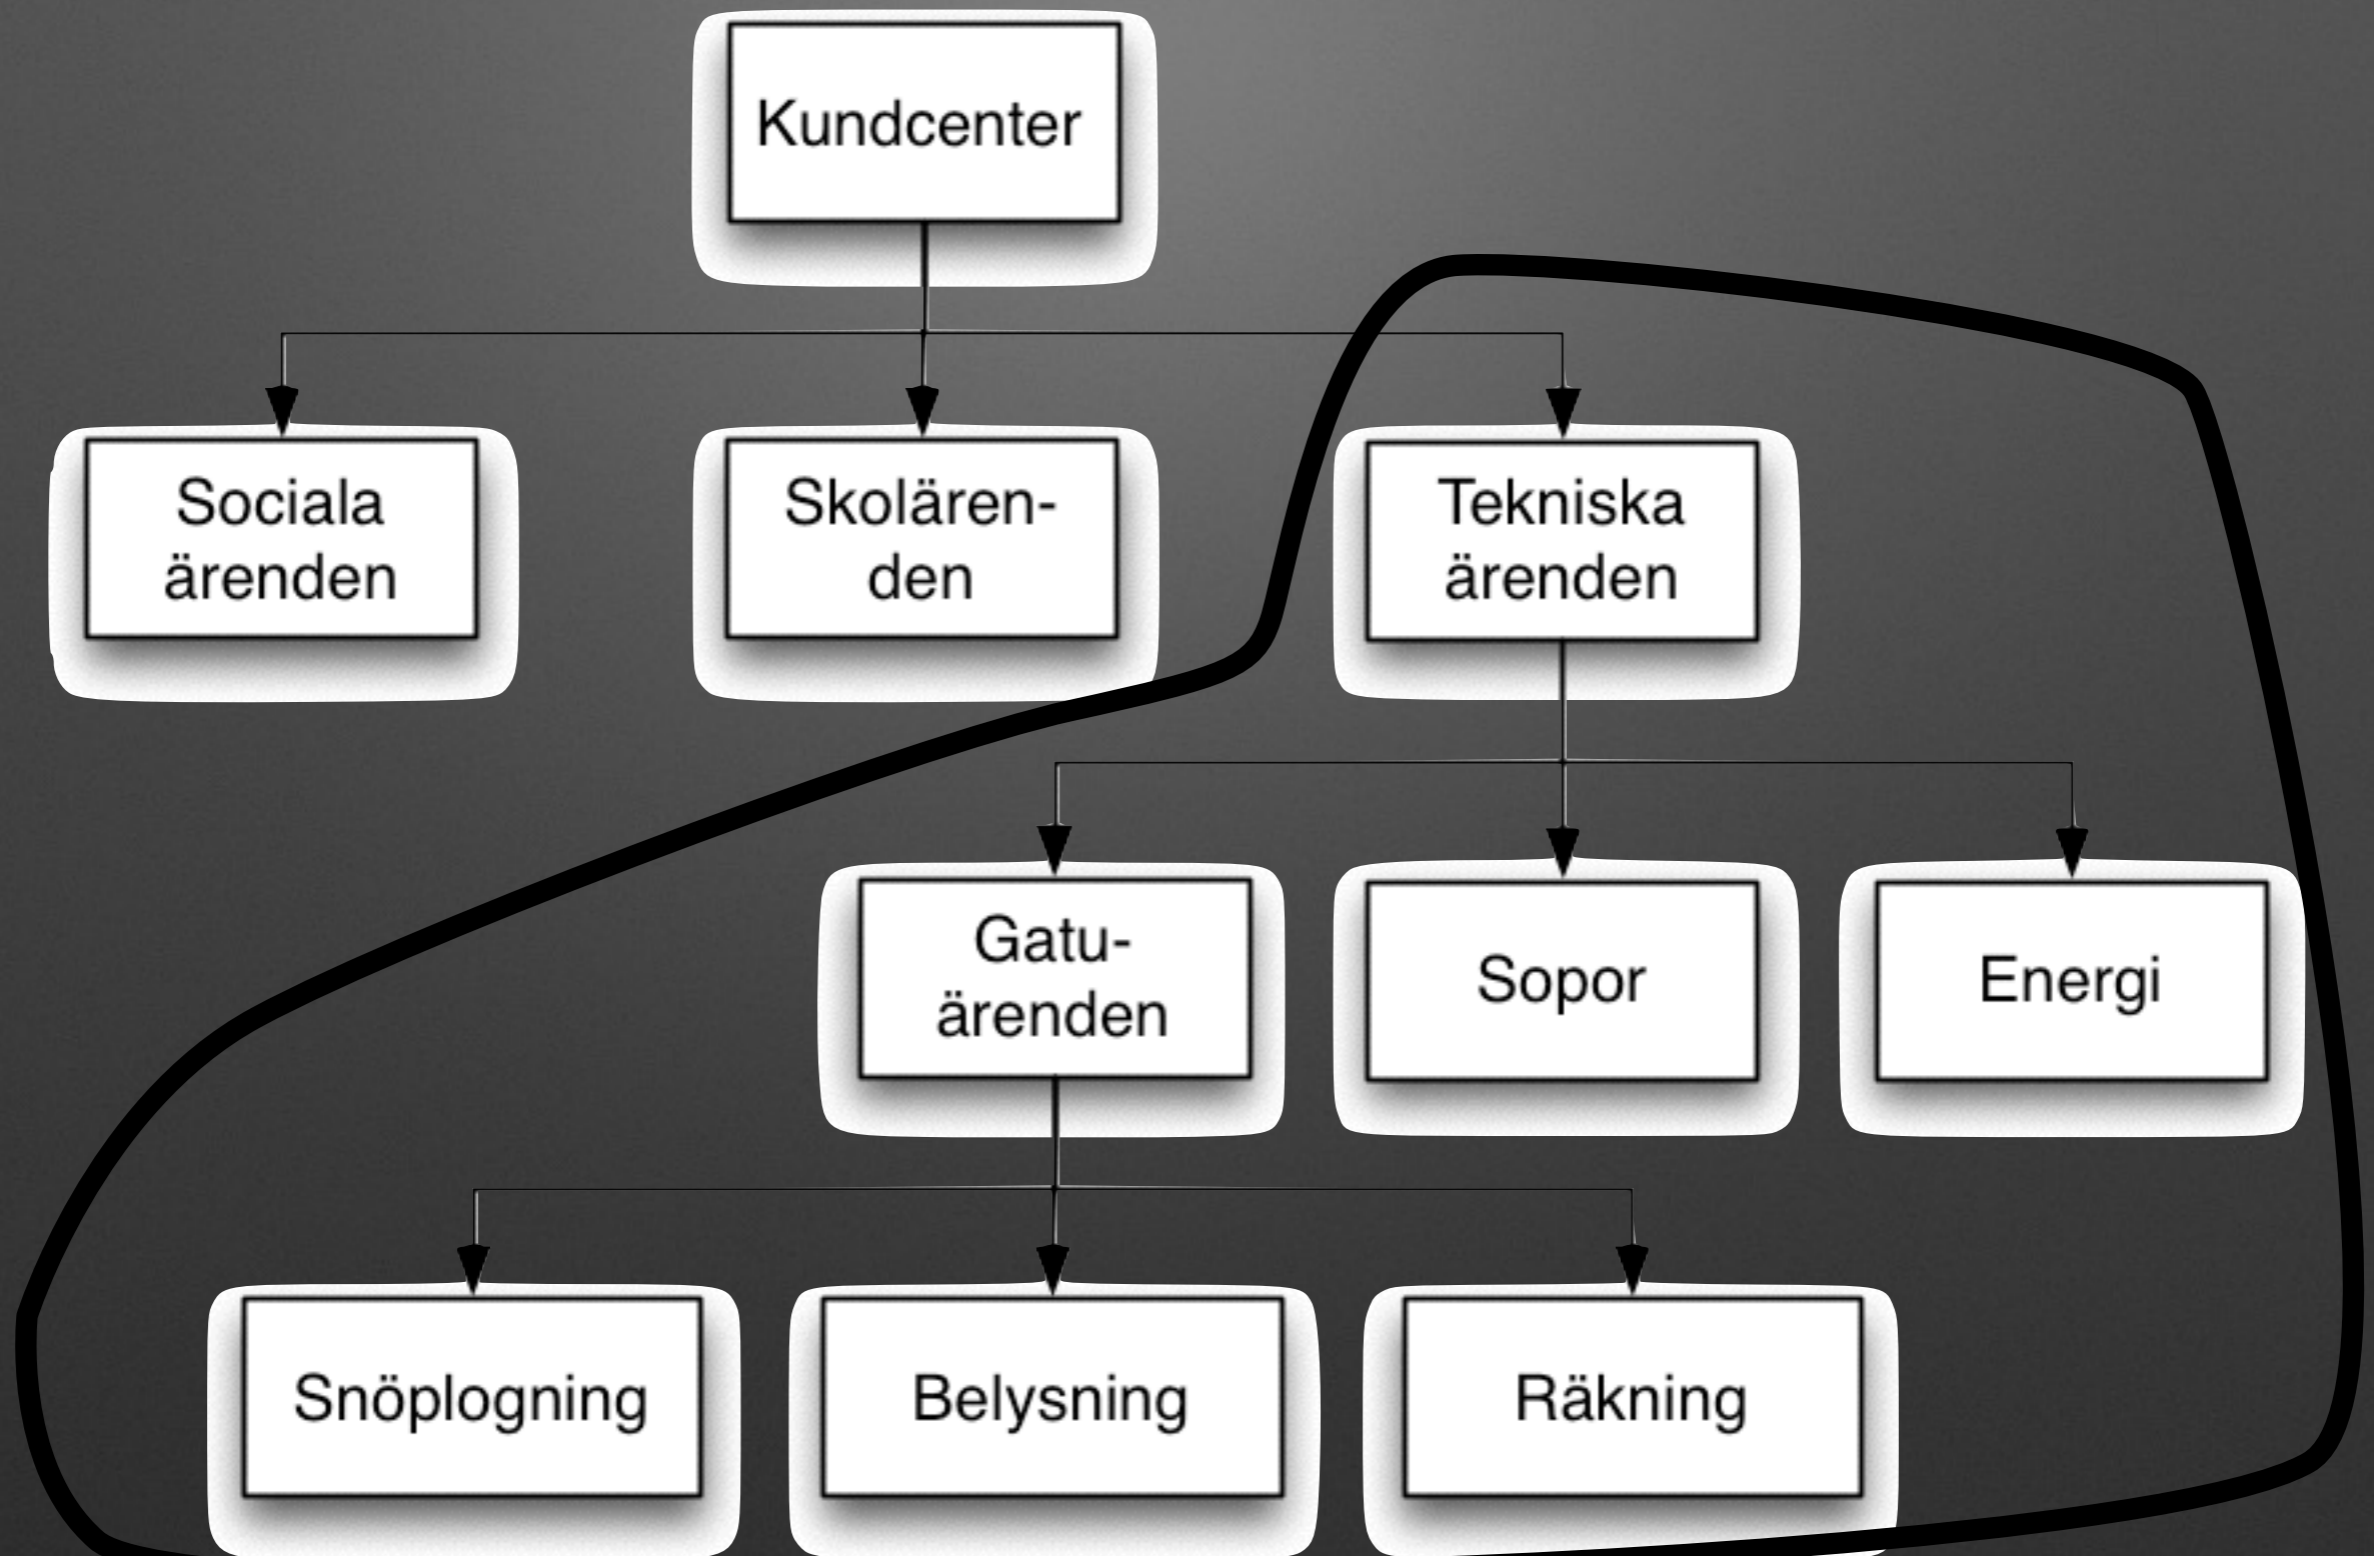 Kundcenter
Sociala
ärenden
Skolären-
den
Tekniska
ärenden
Gatu-
ärenden
Sopor
Energi
Snöplogning
Belysning
Räkning